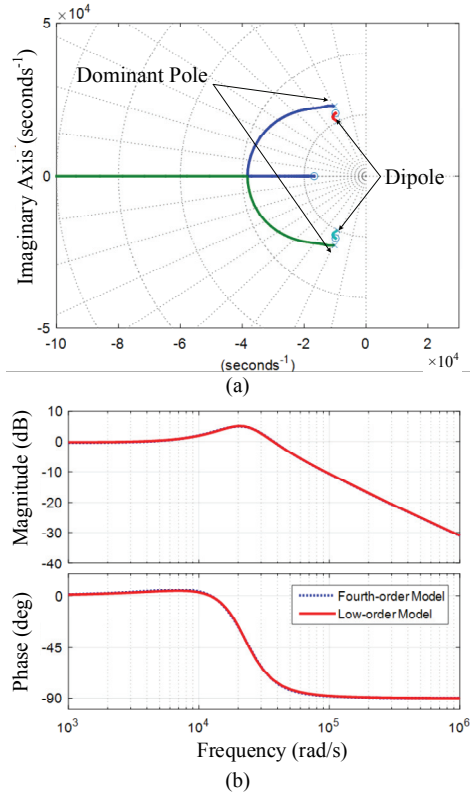 5 ×10⁴
Dominant Pole
Dipole
Imaginary Axis (seconds⁻¹)
0
-5
-10 -8 -6 -4 -2 0 2
(seconds⁻¹) ×10⁴
(a)
Magnitude (dB)
10
0
-10
-20
-30
-40
Phase (deg)
0
-45
-90
Fourth-order Model
Low-order Model
10³ 10⁴ 10⁵ 10⁶
Frequency (rad/s)
(b)